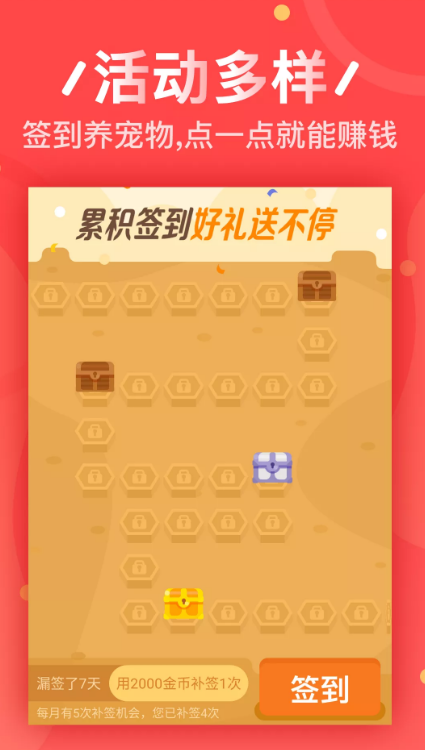 活动多样
签到养宠物,点一点就能赚钱
累积签到好礼送不停
漏签了7天
用2000金币补签1次
签到
每月有5次补签机会，您已补签4次